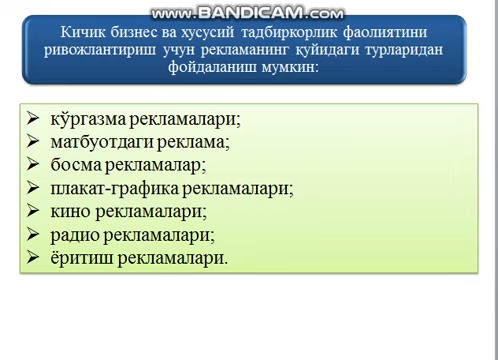 www.BANDICAM.com
Кичик бизнес ва хусусий тадбиркорлик фаолиятини
ривожлантириш учун рекламанинг қуйидаги турларидан
фойдаланиш мумкин:
➢ кўргазма рекламалари;
➢ матбуотдаги реклама;
➢ босма рекламалар;
➢ плакат-графика рекламалари;
➢ кино рекламалари;
➢ радио рекламалари;
➢ ёритиш рекламалари.